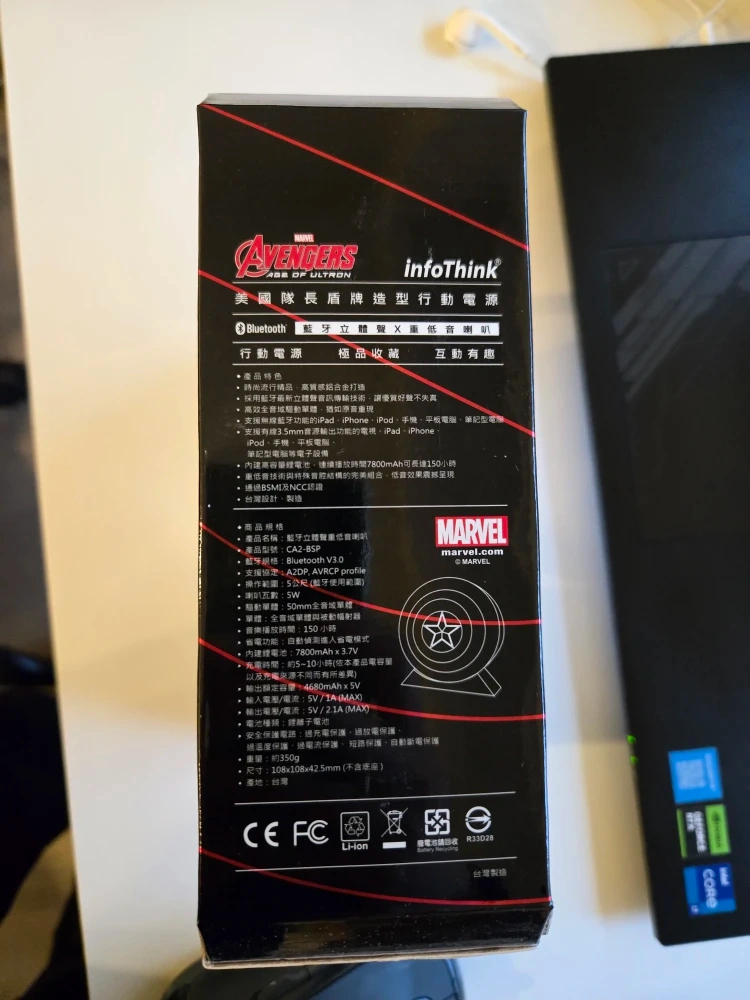 MARVEL
AVENGERS
AGE OF ULTRON
infoThink®
美國隊長盾牌造型行動電源
Bluetooth® 藍牙立體聲X重低音喇叭
行動電源 極品收藏 互動有趣
• 產品特色
• 時尚流行精品，高質感鋁合金打造
• 採用藍牙最新立體聲音訊傳輸技術，讓優質好聲不失真
• 高效全音域驅動單體，猶如原音重現
• 支援無線藍牙功能的iPad、iPhone、iPod、手機、平板電腦、筆記型電腦
• 支援有線3.5mm音源輸出功能的電視、iPad、iPhone、
iPod、手機、平板電腦、
筆記型電腦等電子設備
• 內建高容量鋰電池，連續播放時間7800mAh可長達150小時
• 重低音技術與特殊音腔結構的完美組合，低音效果震撼呈現
• 通過BSMI及NCC認證
• 台灣設計、製造
• 商品規格
• 產品名稱：藍牙立體聲重低音喇叭
• 產品型號：CA2-BSP
• 藍牙規格：Bluetooth V3.0
• 支援協定：A2DP, AVRCP profile
• 操作範圍：5公尺 (藍牙使用範圍)
• 喇叭瓦數：5W
• 驅動單體：50mm全音域單體
• 單體：全音域單體與被動輻射器
• 音樂播放時間：150 小時
• 省電功能：自動偵測進入省電模式
• 內建鋰電池：7800mAh x 3.7V
• 充電時間：約5~10小時(依本產品電容量
以及充電來源不同而有所差異)
• 輸出額定容量：4680mAh x 5V
• 輸入電壓/電流：5V / 1A (MAX)
• 輸出電壓/電流：5V / 2.1A (MAX)
• 電池種類：鋰離子電池
• 安全保護電路：過充電保護、過放電保護、
過溫度保護、過電流保護、短路保護、自動斷電保護
• 重量：約350g
• 尺寸：108x108x42.5mm (不含底座)
• 產地：台灣
MARVEL
marvel.com
© MARVEL
CE FC
Li-ion
廢電池請回收
Battery Recycling
R33D28
台灣製造
intel
CORE
i7